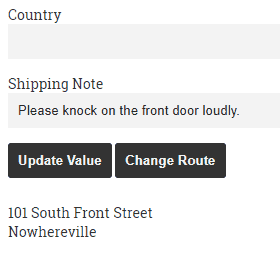 Country
Shipping Note
Please knock on the front door loudly.
Update Value Change Route
101 South Front Street
Nowhereville